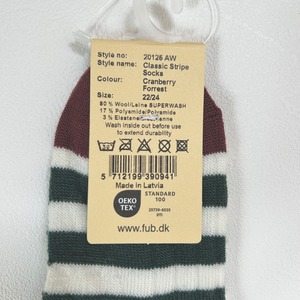 Style no: 20126 AW
Style name: Classic Stripe
Socks
Colour: Cranberry
Forrest
Size: 22/24
80 % Wool/Laine SUPERWASH
17 % Polyamide/Polyamide
3 % Elastane/Elasthanne
Wash inside out before use
to extend durability
5 712199 390941
Made in Latvia
OEKO
TEX®
STANDARD
100
DTI
www.fub.dk